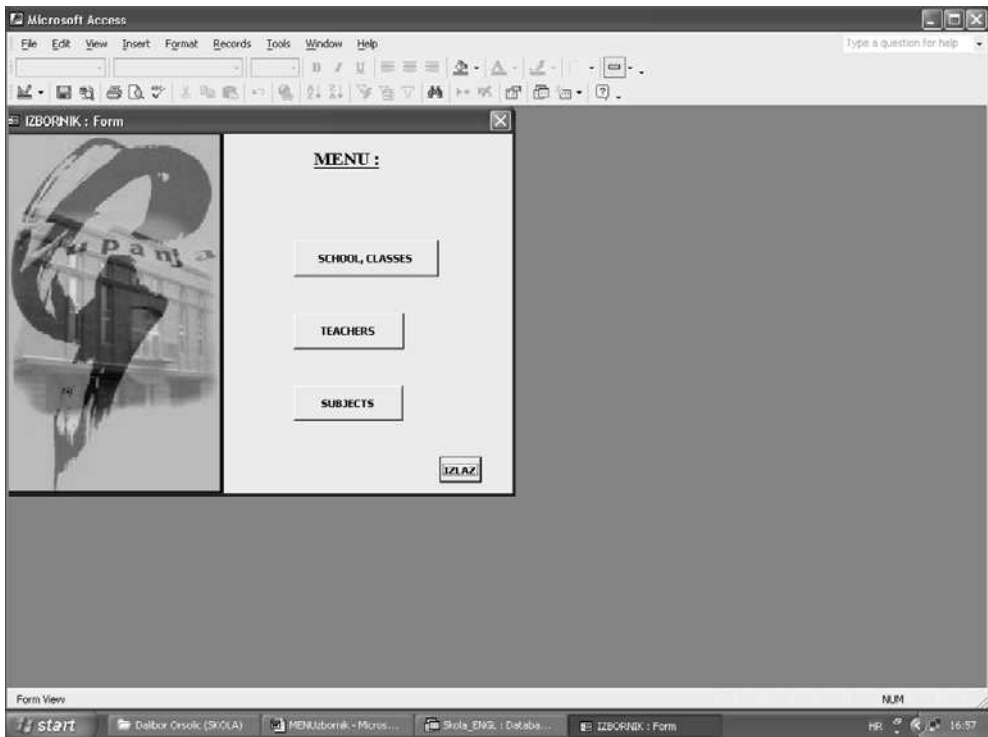 Microsoft Access
File Edit View Insert Format Records Tools Window Help
Type a question for help
IZBORNIK : Form
MENU :
upanja
SCHOOL, CLASSES
TEACHERS
SUBJECTS
IZLAZ
Form View
NUM
start
Dalibor Orsolic (SKOLA)
MENUizbornik - Micros...
Skola_ENGL : Databa...
IZBORNIK : Form
HR
16:57